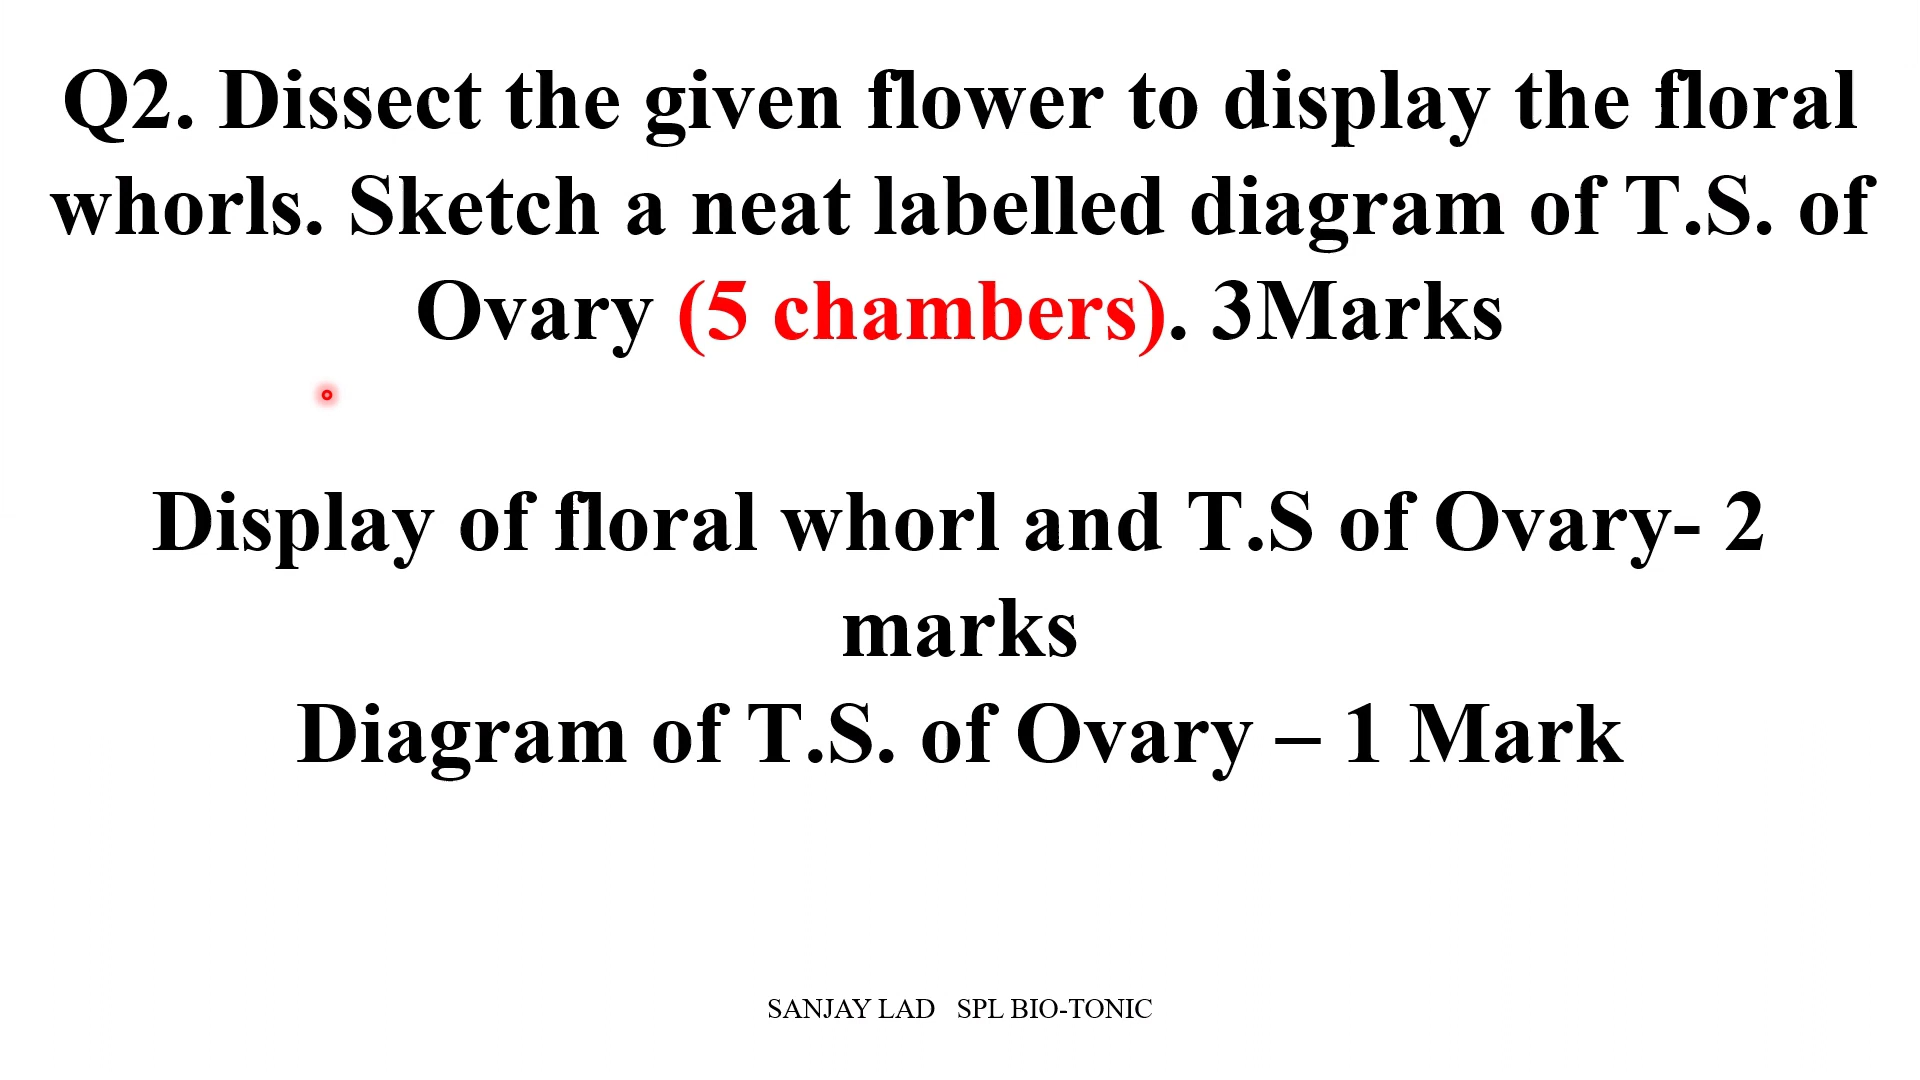 Q2. Dissect the given flower to display the floral
whorls. Sketch a neat labelled diagram of T.S. of
Ovary (5 chambers). 3Marks
Display of floral whorl and T.S of Ovary- 2
marks
Diagram of T.S. of Ovary – 1 Mark
SANJAY LAD SPL BIO-TONIC